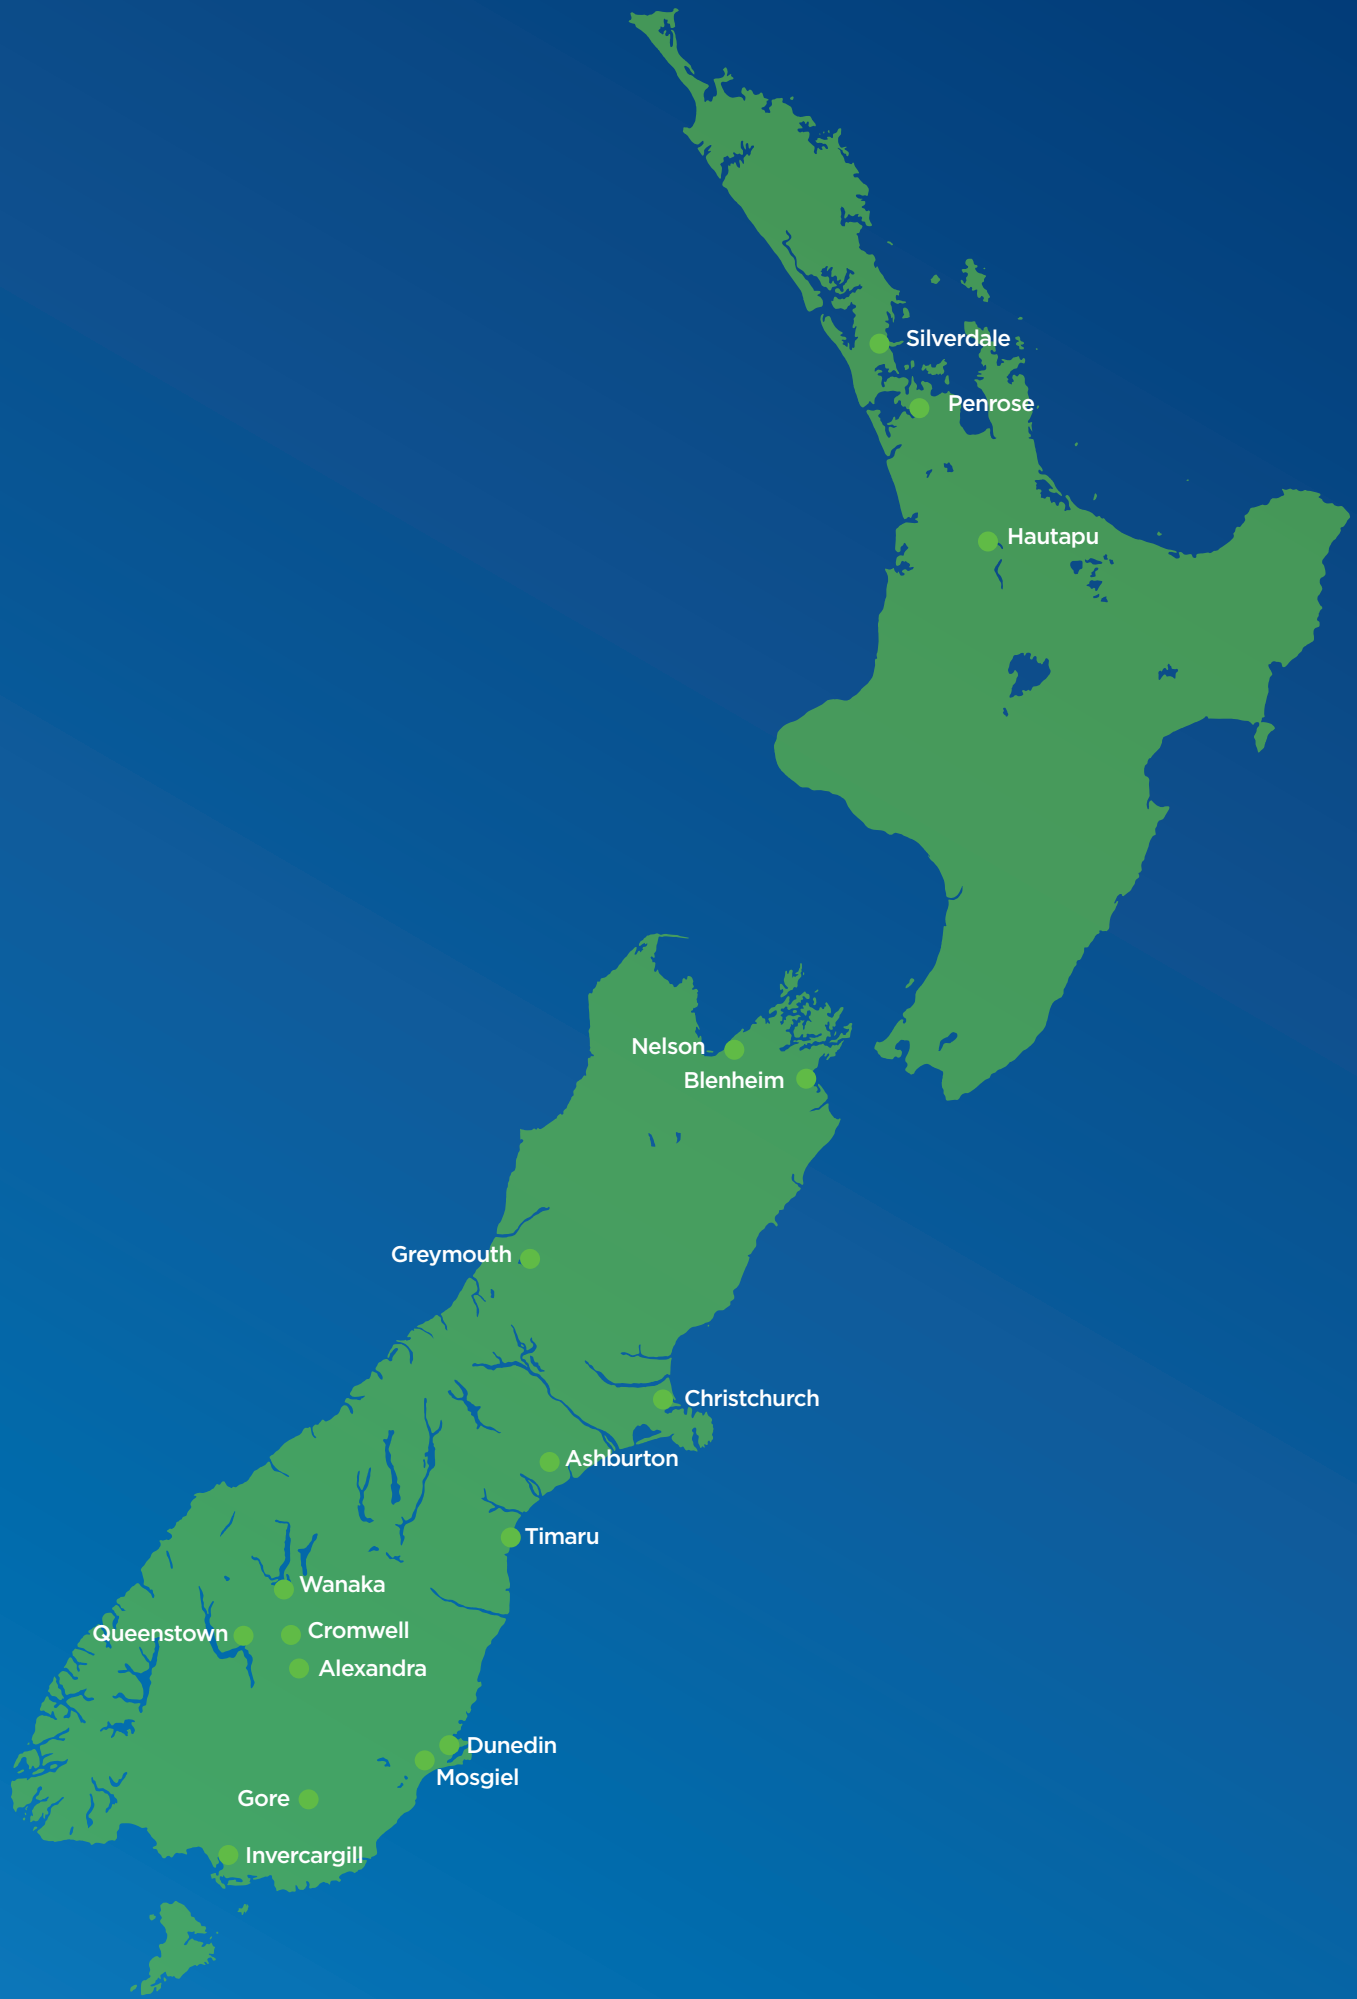 Silverdale
Penrose
Hautapu
Nelson
Blenheim
Greymouth
Christchurch
Ashburton
Timaru
Wanaka
Queenstown
Cromwell
Alexandra
Dunedin
Mosgiel
Gore
Invercargill